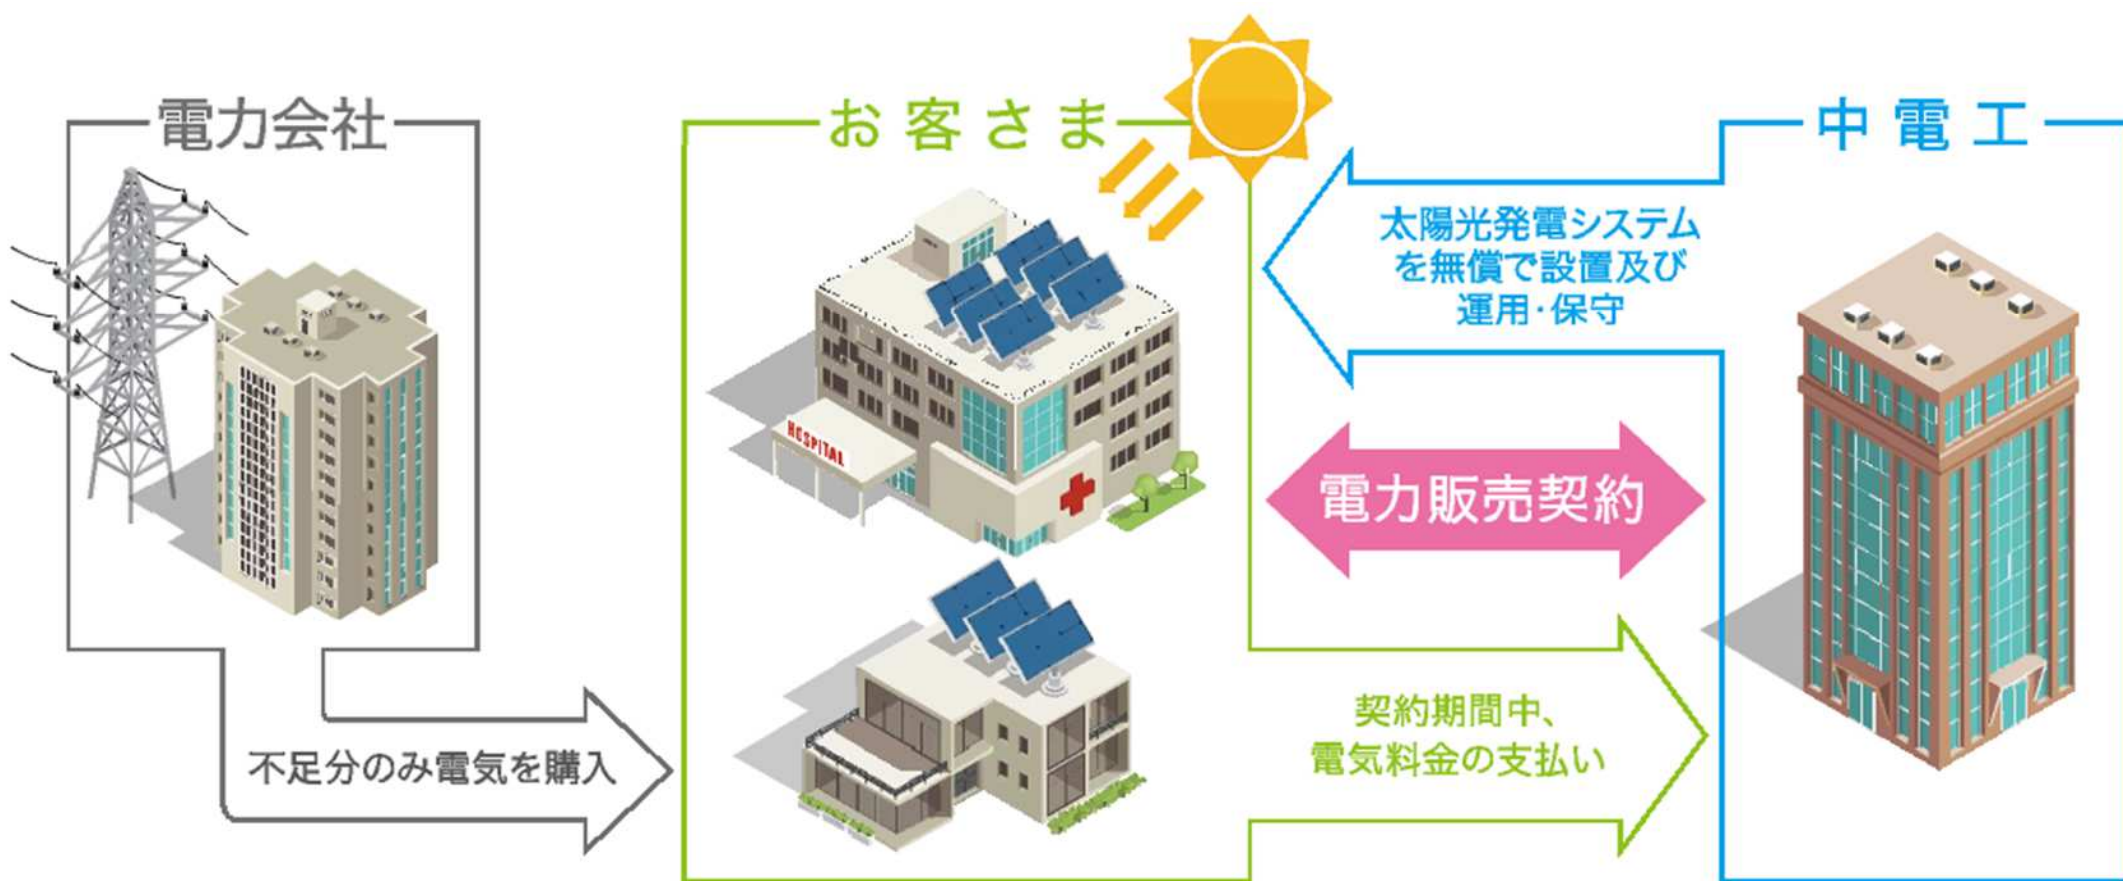 電力会社
不足分のみ電気を購入
お客さま
HOSPITAL
中電工
太陽光発電システム
を無償で設置及び
運用・保守
電力販売契約
契約期間中、
電気料金の支払い